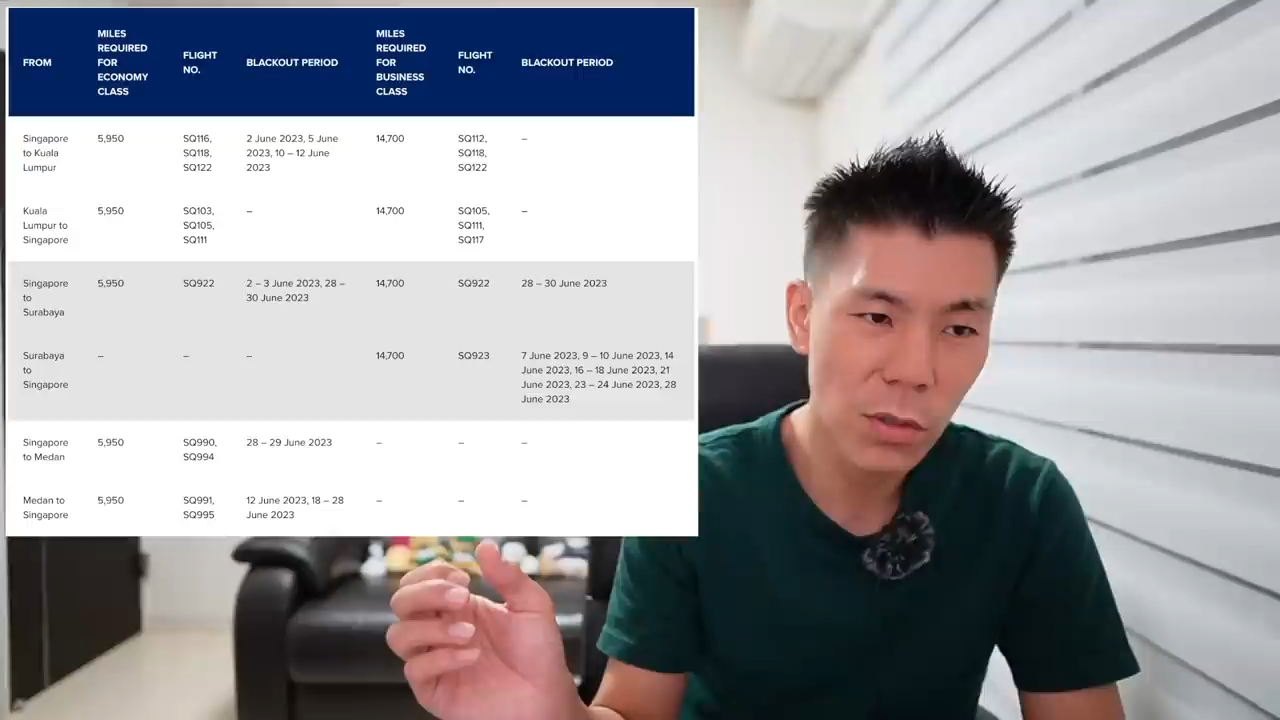 FROM
MILES
REQUIRED
FOR
ECONOMY
CLASS
FLIGHT
NO.
BLACKOUT PERIOD
MILES
REQUIRED
FOR
BUSINESS
CLASS
FLIGHT
NO.
BLACKOUT PERIOD
Singapore
to Kuala
Lumpur
5,950
SQ116,
SQ118,
SQ122
2 June 2023, 5 June
2023, 10 – 12 June
2023
14,700
SQ112,
SQ118,
SQ122
–
Kuala
Lumpur to
Singapore
5,950
SQ103,
SQ105,
SQ111
–
14,700
SQ105,
SQ111,
SQ117
–
Singapore
to
Surabaya
5,950
SQ922
2 – 3 June 2023, 28 –
30 June 2023
14,700
SQ922
28 – 30 June 2023
Surabaya
to
Singapore
–
–
–
14,700
SQ923
7 June 2023, 9 – 10 June 2023, 14
June 2023, 16 – 18 June 2023, 21
June 2023, 23 – 24 June 2023, 28
June 2023
Singapore
to Medan
5,950
SQ990,
SQ994
28 – 29 June 2023
–
–
–
Medan to
Singapore
5,950
SQ991,
SQ995
12 June 2023, 18 – 28
June 2023
–
–
–